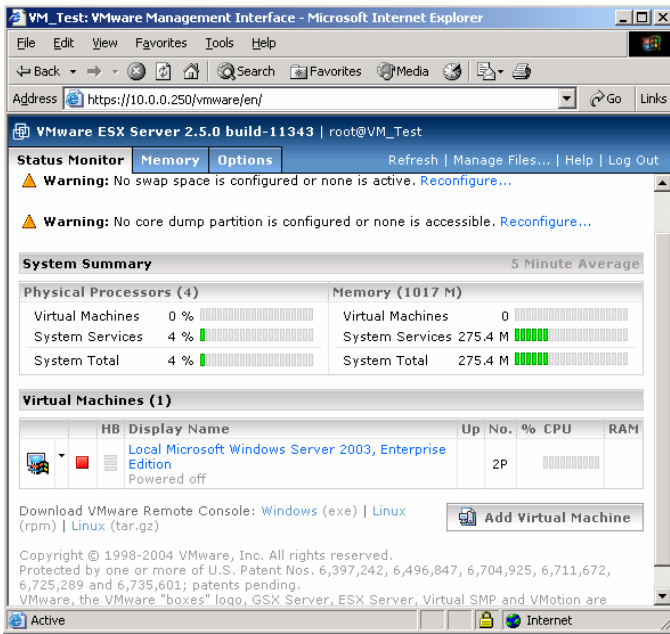 VM_Test: VMware Management Interface - Microsoft Internet Explorer
File Edit View Favorites Tools Help
Back Search Favorites Media
Address https://10.0.0.250/vmware/en/ Go Links
VMware ESX Server 2.5.0 build-11343 | root@VM_Test
Status Monitor Memory Options Refresh | Manage Files... | Help | Log Out
Warning: No swap space is configured or none is active. Reconfigure...
Warning: No core dump partition is configured or none is accessible. Reconfigure...
System Summary 5 Minute Average
Physical Processors (4) Memory (1017 M)
Virtual Machines 0 % Virtual Machines 0
System Services 4 % System Services 275.4 M
System Total 4 % System Total 275.4 M
Virtual Machines (1)
HB Display Name Up No. % CPU RAM
Local Microsoft Windows Server 2003, Enterprise
Edition 2P
Powered off
Download VMware Remote Console: Windows (exe) | Linux
(rpm) | Linux (tar.gz)
Add Virtual Machine
Copyright © 1998-2004 VMware, Inc. All rights reserved.
Protected by one or more of U.S. Patent Nos. 6,397,242, 6,496,847, 6,704,925, 6,711,672,
6,725,289 and 6,735,601; patents pending.
VMware, the VMware "boxes" logo, GSX Server, ESX Server, Virtual SMP and VMotion are
Active Internet